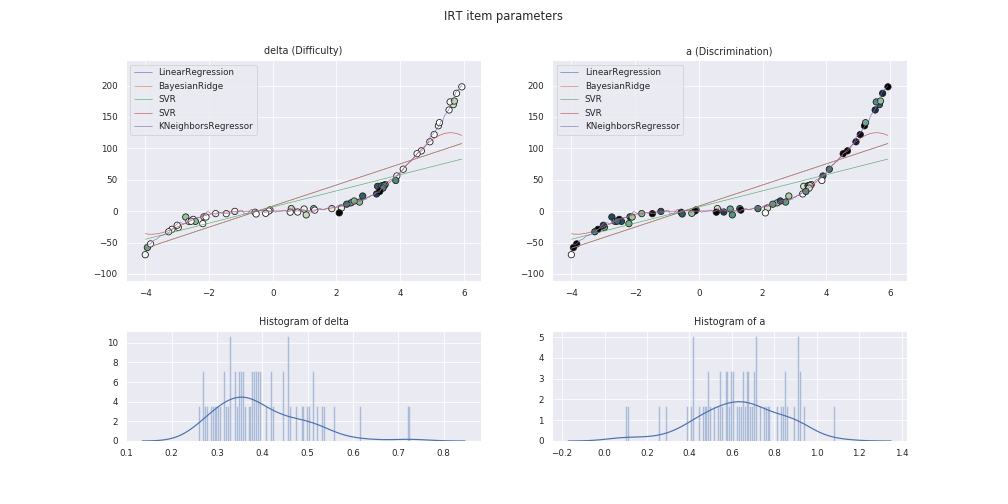 IRT item parameters
delta (Difficulty)
LinearRegression
BayesianRidge
SVR
SVR
KNeighborsRegressor
200
150
100
50
0
−50
−100
−4 −2 0 2 4 6
a (Discrimination)
LinearRegression
BayesianRidge
SVR
SVR
KNeighborsRegressor
200
150
100
50
0
−50
−100
−4 −2 0 2 4 6
Histogram of delta
10
8
6
4
2
0
0.1 0.2 0.3 0.4 0.5 0.6 0.7 0.8
Histogram of a
5
4
3
2
1
0
−0.2 0.0 0.2 0.4 0.6 0.8 1.0 1.2 1.4